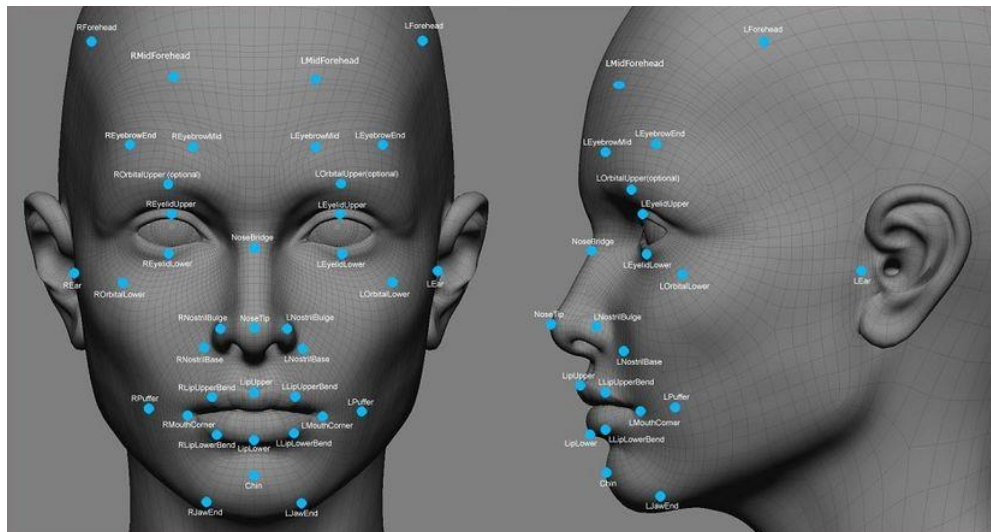 RForehead
LForehead
RMidForehead
LMidForehead
REyebrowEnd
REyebrowMid
LEyebrowMid
LEyebrowEnd
ROrbitalUpper (optional)
LOrbitalUpper(optional)
REyelidUpper
LEyelidUpper
NoseBridge
REyelidLower
LEyelidLower
REar
LEar
ROrbitalLower
LOrbitalLower
RNostrilBulge
NoseTip
LNostrilBulge
RNostrilBase
LNostrilBase
RLipUpperBend
LipUpper
LLipUpperBend
RPuffer
LPuffer
RMouthCorner
LMouthCorner
RLipLowerBend
LipLower
LLipLowerBend
Chin
RJawEnd
LJawEnd
LForehead
LMidForehead
LEyebrowEnd
LEyebrowMid
LOrbitalUpper(optional)
LEyelidUpper
NoseBridge
LEyelidLower
LOrbitalLower
LEar
NoseTip
LNostrilBulge
LNostrilBase
LipUpper
LLipUpperBend
LPuffer
LMouthCorner
LipLower
LLipLowerBend
Chin
LJawEnd